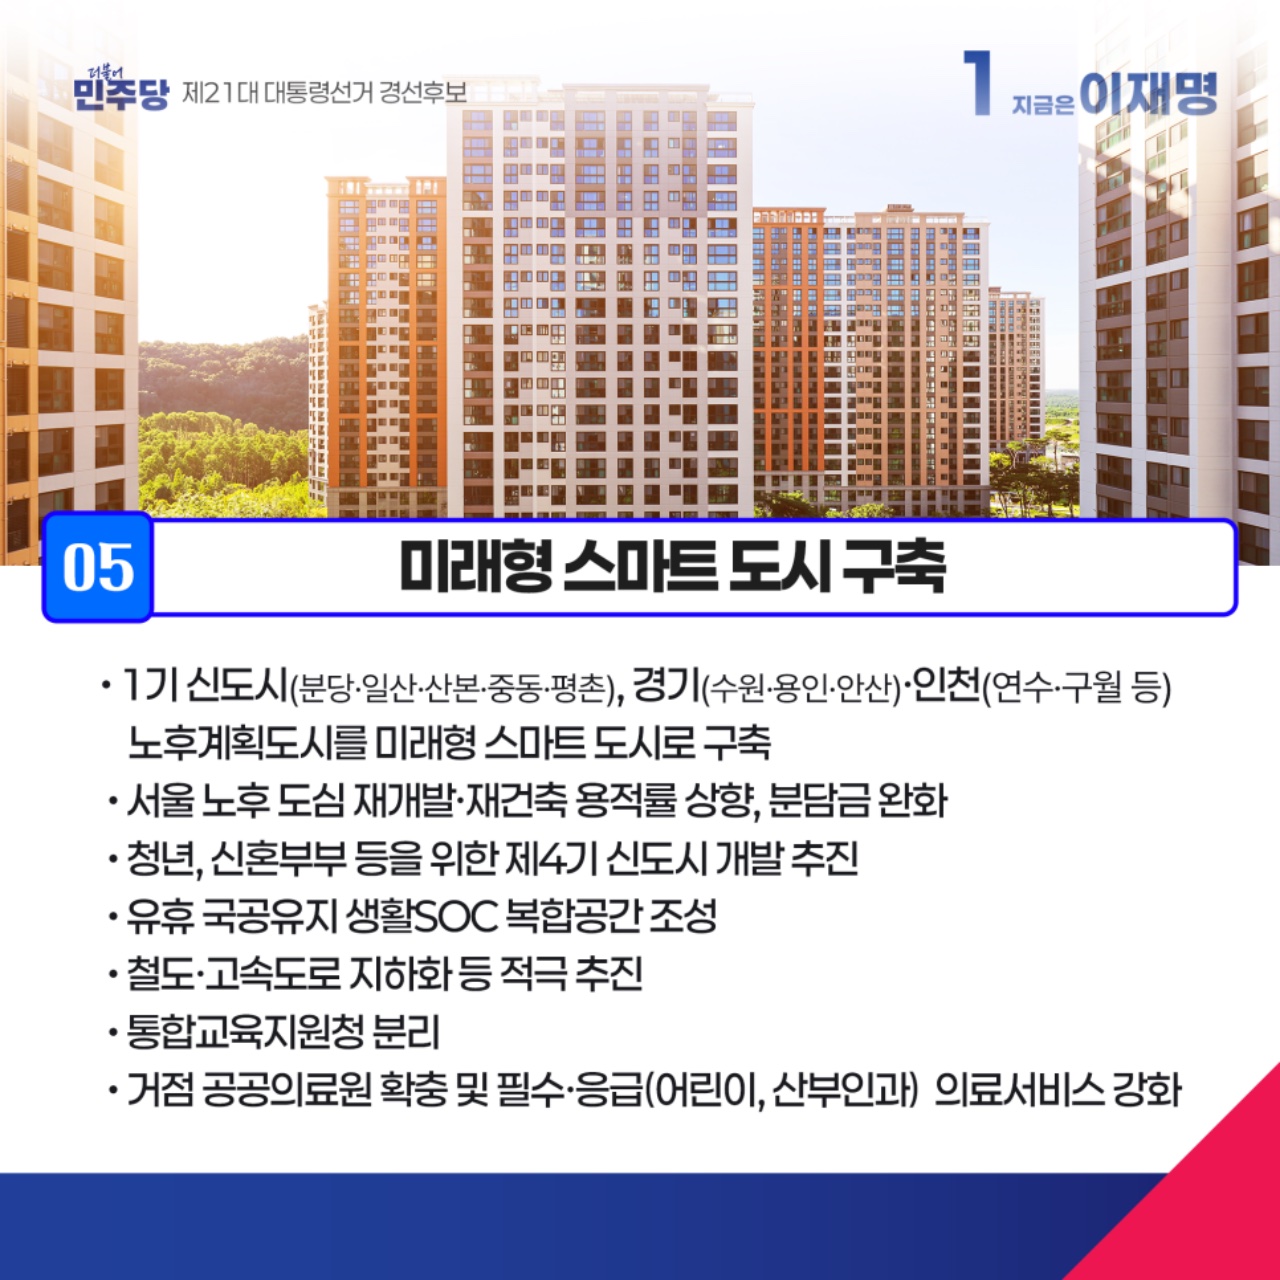 더불어
민주당 제21대 대통령선거 경선후보
1 지금은 이재명
05 미래형 스마트 도시 구축
• 1기 신도시(분당·일산·산본·중동·평촌), 경기(수원·용인·안산)·인천(연수·구월 등)
노후계획도시를 미래형 스마트 도시로 구축
• 서울 노후 도심 재개발·재건축 용적률 상향, 분담금 완화
• 청년, 신혼부부 등을 위한 제4기 신도시 개발 추진
• 유휴 국공유지 생활SOC 복합공간 조성
• 철도·고속도로 지하화 등 적극 추진
• 통합교육지원청 분리
• 거점 공공의료원 확충 및 필수·응급(어린이, 산부인과) 의료서비스 강화